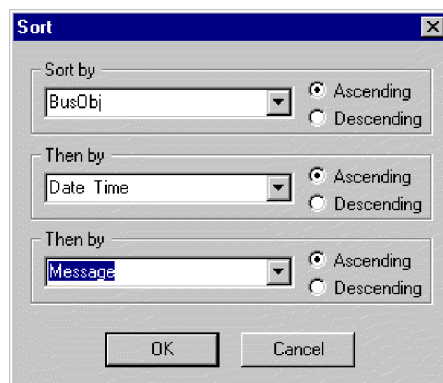 Sort
Sort by
BusObj
Ascending
Descending
Then by
Date Time
Ascending
Descending
Then by
Message
Ascending
Descending
OK
Cancel